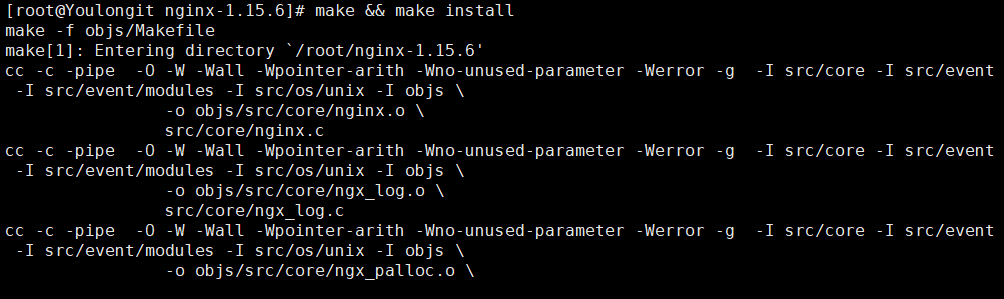 [root@Youlongit nginx-1.15.6]# make && make install
make -f objs/Makefile
make[1]: Entering directory `/root/nginx-1.15.6'
cc -c -pipe  -O -W -Wall -Wpointer-arith -Wno-unused-parameter -Werror -g  -I src/core -I src/event
 -I src/event/modules -I src/os/unix -I objs \
                -o objs/src/core/nginx.o \
                src/core/nginx.c
cc -c -pipe  -O -W -Wall -Wpointer-arith -Wno-unused-parameter -Werror -g  -I src/core -I src/event
 -I src/event/modules -I src/os/unix -I objs \
                -o objs/src/core/ngx_log.o \
                src/core/ngx_log.c
cc -c -pipe  -O -W -Wall -Wpointer-arith -Wno-unused-parameter -Werror -g  -I src/core -I src/event
 -I src/event/modules -I src/os/unix -I objs \
                -o objs/src/core/ngx_palloc.o \